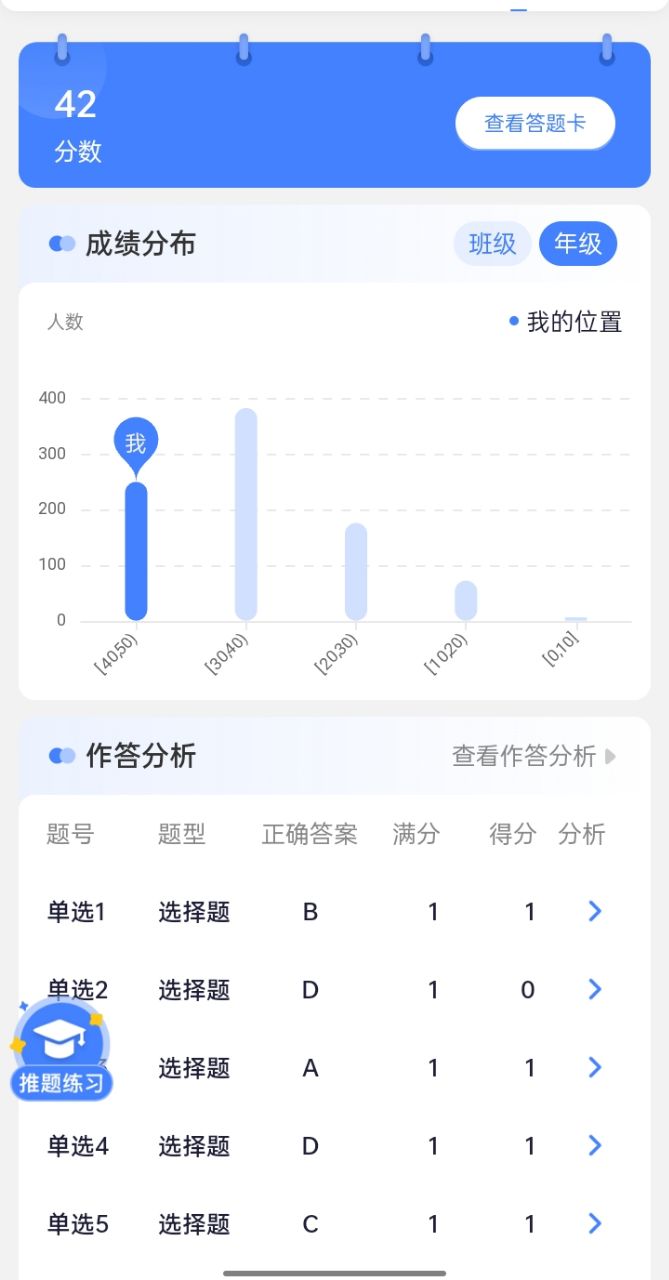 42
分数
查看答题卡
成绩分布
班级
年级
人数
我的位置
400
300
200
100
0
我
[40,50)
[30,40)
[20,30)
[10,20)
[0,10]
作答分析
查看作答分析
题号 题型 正确答案 满分 得分 分析
单选1 选择题 B 1 1
单选2 选择题 D 1 0
3 选择题 A 1 1
推题练习
单选4 选择题 D 1 1
单选5 选择题 C 1 1